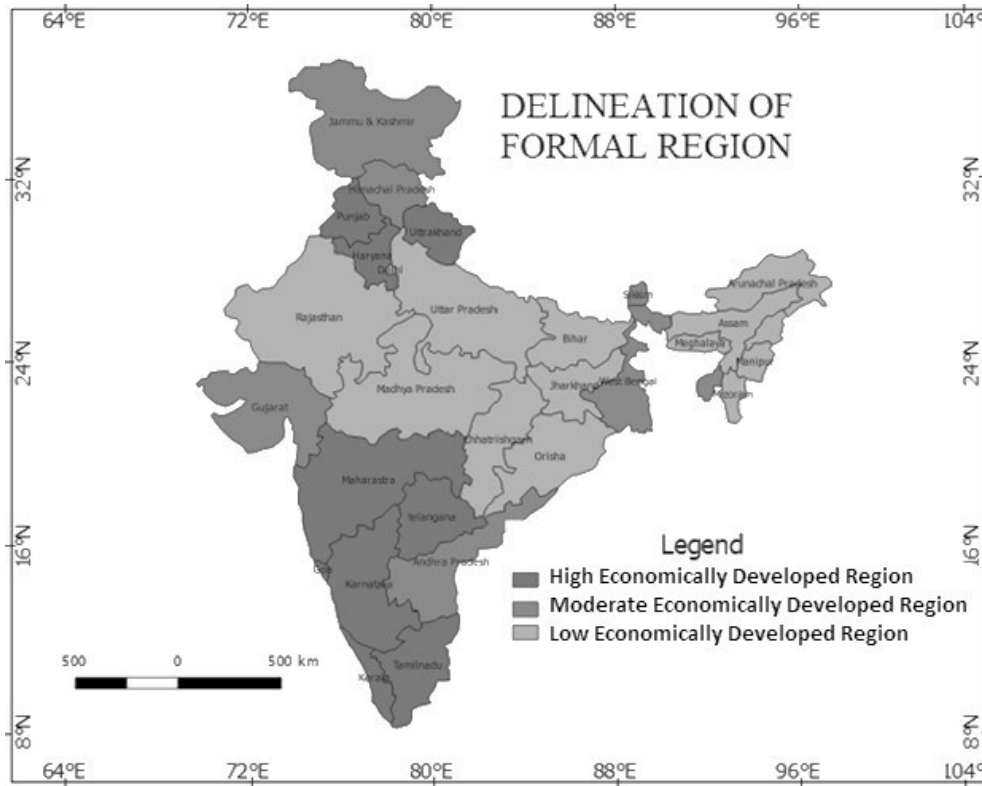 64°E 72°E 80°E 88°E 96°E 104°E
DELINEATION OF
FORMAL REGION
Jammu & Kashmir
32°N 32°N
Himachal Pradesh
Punjab
Uttrakhand
Haryana
Delhi
Sikkim
Arunachal Pradesh
Rajasthan
Uttar Pradesh
Assam
Bihar
Meghalaya
24°N 24°N
Manipur
Madhya Pradesh
Jharkhand
West Bengal
Mizoram
Gujarat
Chhattrishgarh
Orisha
Maharastra
telangana
16°N 16°N
Legend
Goa
Andhra Pradesh
Karnataka
High Economically Developed Region
Moderate Economically Developed Region
Low Economically Developed Region
500 0 500 km
Tamilnadu
Kerala
8°N 8°N
64°E 72°E 80°E 88°E 96°E 104°E